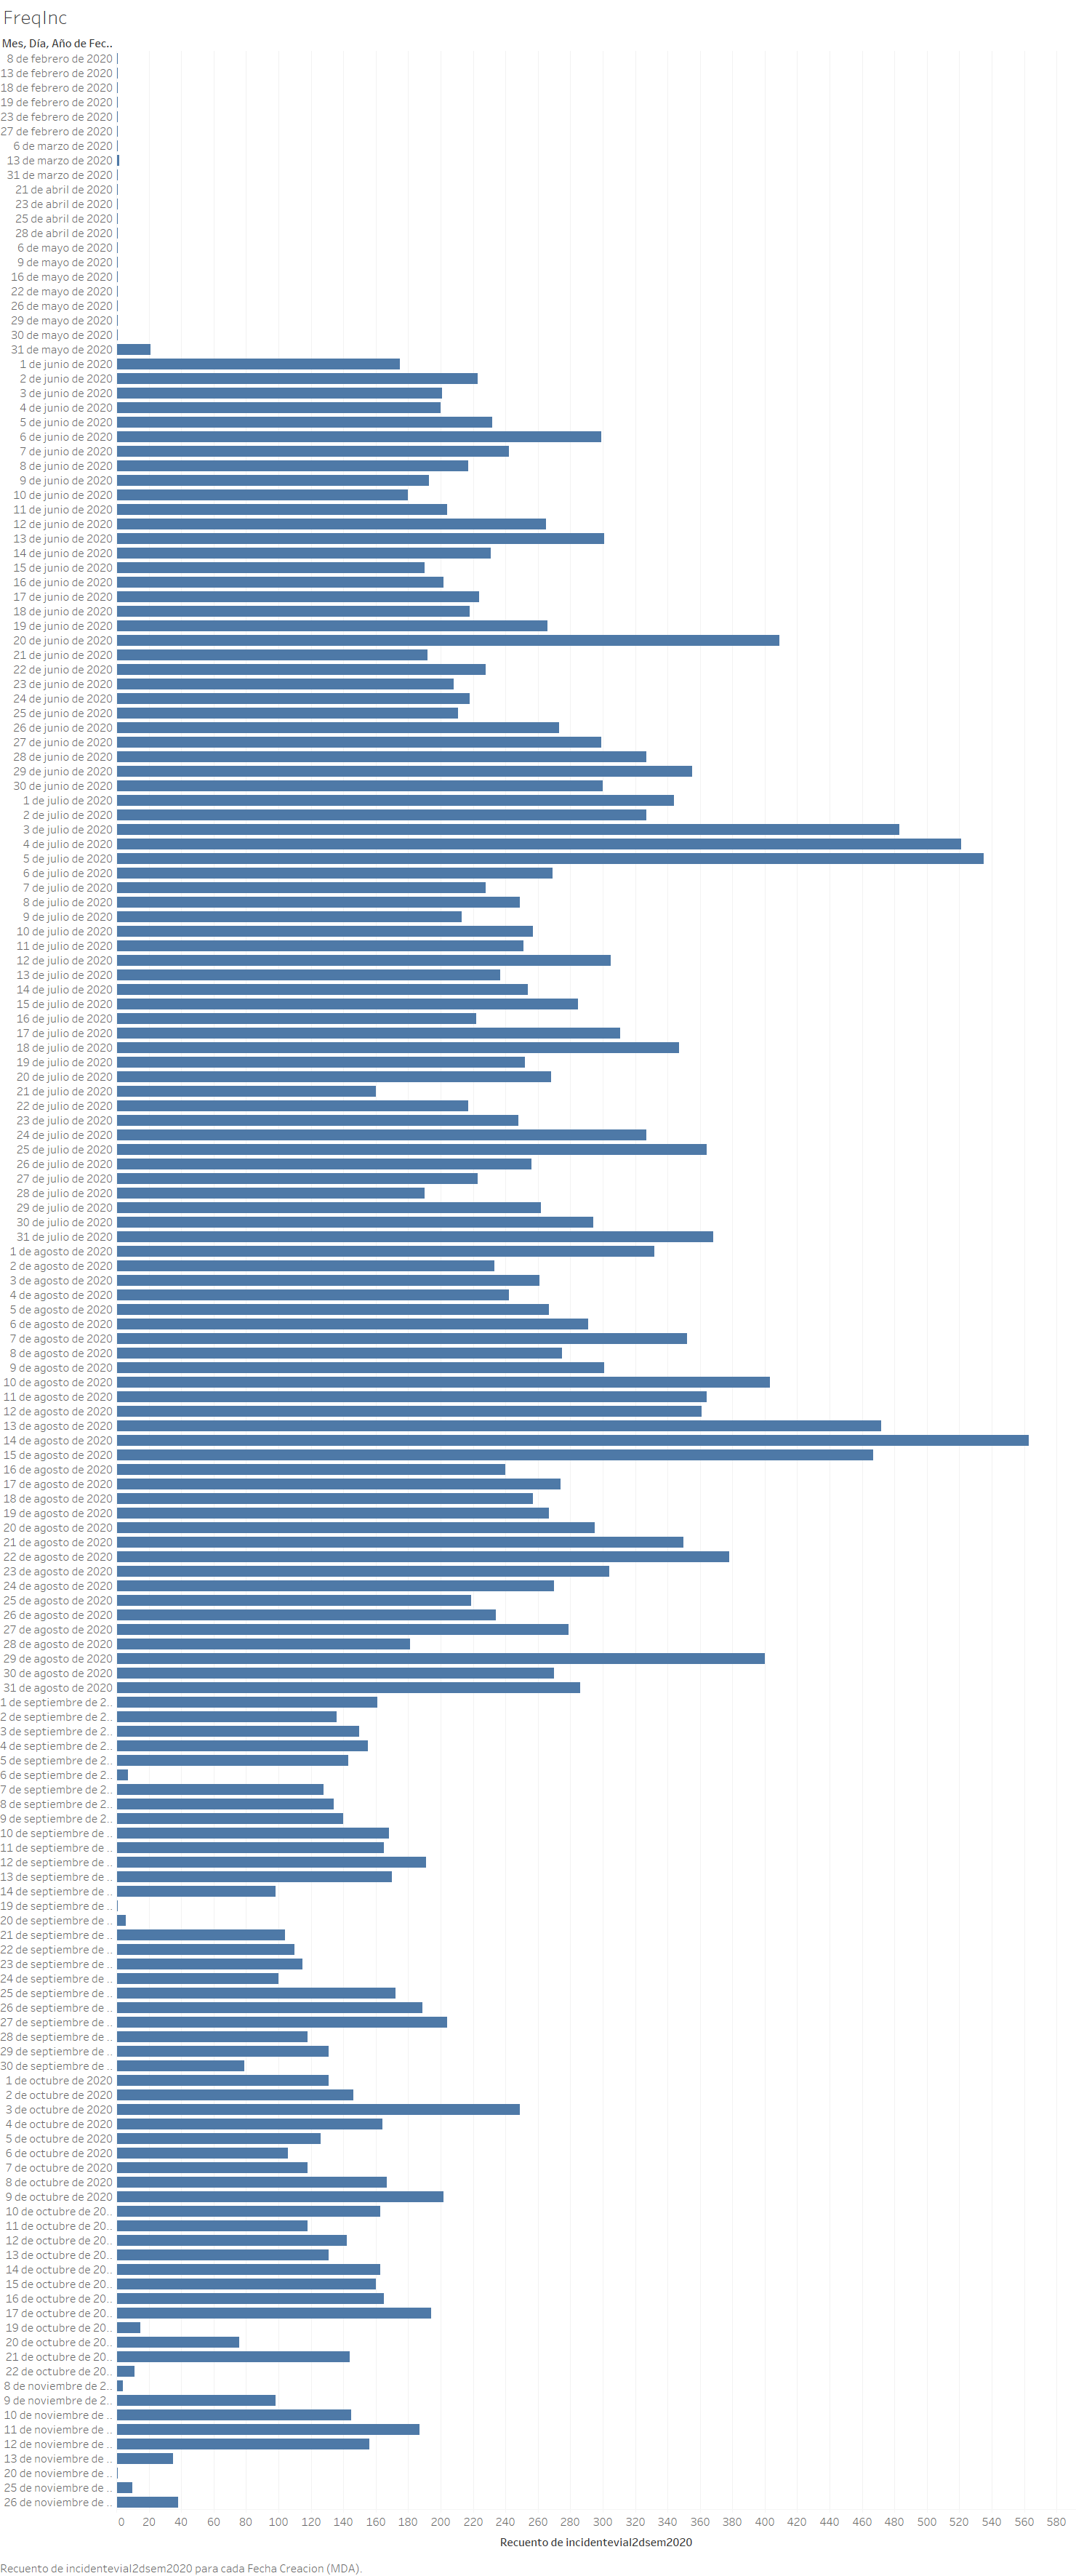 FreqInc
Mes, Día, Año de Fec..
8 de febrero de 2020
13 de febrero de 2020
18 de febrero de 2020
19 de febrero de 2020
23 de febrero de 2020
27 de febrero de 2020
6 de marzo de 2020
13 de marzo de 2020
31 de marzo de 2020
21 de abril de 2020
23 de abril de 2020
25 de abril de 2020
28 de abril de 2020
6 de mayo de 2020
9 de mayo de 2020
16 de mayo de 2020
22 de mayo de 2020
26 de mayo de 2020
29 de mayo de 2020
30 de mayo de 2020
31 de mayo de 2020
1 de junio de 2020
2 de junio de 2020
3 de junio de 2020
4 de junio de 2020
5 de junio de 2020
6 de junio de 2020
7 de junio de 2020
8 de junio de 2020
9 de junio de 2020
10 de junio de 2020
11 de junio de 2020
12 de junio de 2020
13 de junio de 2020
14 de junio de 2020
15 de junio de 2020
16 de junio de 2020
17 de junio de 2020
18 de junio de 2020
19 de junio de 2020
20 de junio de 2020
21 de junio de 2020
22 de junio de 2020
23 de junio de 2020
24 de junio de 2020
25 de junio de 2020
26 de junio de 2020
27 de junio de 2020
28 de junio de 2020
29 de junio de 2020
30 de junio de 2020
1 de julio de 2020
2 de julio de 2020
3 de julio de 2020
4 de julio de 2020
5 de julio de 2020
6 de julio de 2020
7 de julio de 2020
8 de julio de 2020
9 de julio de 2020
10 de julio de 2020
11 de julio de 2020
12 de julio de 2020
13 de julio de 2020
14 de julio de 2020
15 de julio de 2020
16 de julio de 2020
17 de julio de 2020
18 de julio de 2020
19 de julio de 2020
20 de julio de 2020
21 de julio de 2020
22 de julio de 2020
23 de julio de 2020
24 de julio de 2020
25 de julio de 2020
26 de julio de 2020
27 de julio de 2020
28 de julio de 2020
29 de julio de 2020
30 de julio de 2020
31 de julio de 2020
1 de agosto de 2020
2 de agosto de 2020
3 de agosto de 2020
4 de agosto de 2020
5 de agosto de 2020
6 de agosto de 2020
7 de agosto de 2020
8 de agosto de 2020
9 de agosto de 2020
10 de agosto de 2020
11 de agosto de 2020
12 de agosto de 2020
13 de agosto de 2020
14 de agosto de 2020
15 de agosto de 2020
16 de agosto de 2020
17 de agosto de 2020
18 de agosto de 2020
19 de agosto de 2020
20 de agosto de 2020
21 de agosto de 2020
22 de agosto de 2020
23 de agosto de 2020
24 de agosto de 2020
25 de agosto de 2020
26 de agosto de 2020
27 de agosto de 2020
28 de agosto de 2020
29 de agosto de 2020
30 de agosto de 2020
31 de agosto de 2020
1 de septiembre de 2..
2 de septiembre de 2..
3 de septiembre de 2..
4 de septiembre de 2..
5 de septiembre de 2..
6 de septiembre de 2..
7 de septiembre de 2..
8 de septiembre de 2..
9 de septiembre de 2..
10 de septiembre de ..
11 de septiembre de ..
12 de septiembre de ..
13 de septiembre de ..
14 de septiembre de ..
19 de septiembre de ..
20 de septiembre de ..
21 de septiembre de ..
22 de septiembre de ..
23 de septiembre de ..
24 de septiembre de ..
25 de septiembre de ..
26 de septiembre de ..
27 de septiembre de ..
28 de septiembre de ..
29 de septiembre de ..
30 de septiembre de ..
1 de octubre de 2020
2 de octubre de 2020
3 de octubre de 2020
4 de octubre de 2020
5 de octubre de 2020
6 de octubre de 2020
7 de octubre de 2020
8 de octubre de 2020
9 de octubre de 2020
10 de octubre de 20..
11 de octubre de 20..
12 de octubre de 20..
13 de octubre de 20..
14 de octubre de 20..
15 de octubre de 20..
16 de octubre de 20..
17 de octubre de 20..
19 de octubre de 20..
20 de octubre de 20..
21 de octubre de 20..
22 de octubre de 20..
8 de noviembre de 2..
9 de noviembre de 2..
10 de noviembre de ..
11 de noviembre de ..
12 de noviembre de ..
13 de noviembre de ..
20 de noviembre de ..
25 de noviembre de ..
26 de noviembre de ..
0 20 40 60 80 100 120 140 160 180 200 220 240 260 280 300 320 340 360 380 400 420 440 460 480 500 520 540 560 580
Recuento de incidentevial2dsem2020
Recuento de incidentevial2dsem2020 para cada Fecha Creacion (MDA).